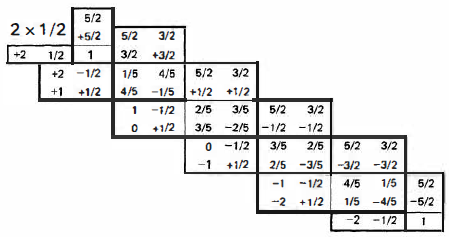 5/2
2 × 1/2 +5/2 5/2 3/2
+2 1/2 1 3/2 +3/2
+2 −1/2 1/5 4/5 5/2 3/2
+1 +1/2 4/5 −1/5 +1/2 +1/2
1 −1/2 2/5 3/5 5/2 3/2
0 +1/2 3/5 −2/5 −1/2 −1/2
0 −1/2 3/5 2/5 5/2 3/2
−1 +1/2 2/5 −3/5 −3/2 −3/2
−1 −1/2 4/5 1/5 5/2
−2 +1/2 1/5 −4/5 −5/2
−2 −1/2 1